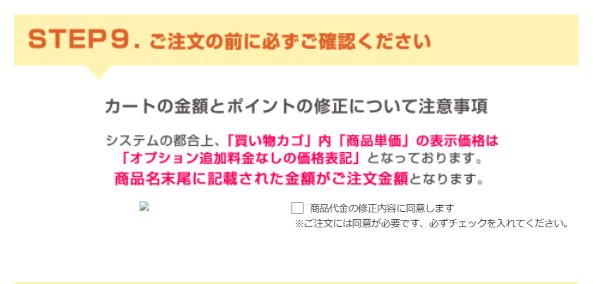 STEP９. ご注文の前に必ずご確認ください
カートの金額とポイントの修正について注意事項
システムの都合上、「買い物カゴ」内「商品単価」の表示価格は
「オプション追加料金なしの価格表記」となっております。
商品名末尾に記載された金額がご注文金額となります。
商品代金の修正内容に同意します
※ご注文には同意が必要です、必ずチェックを入れてください。